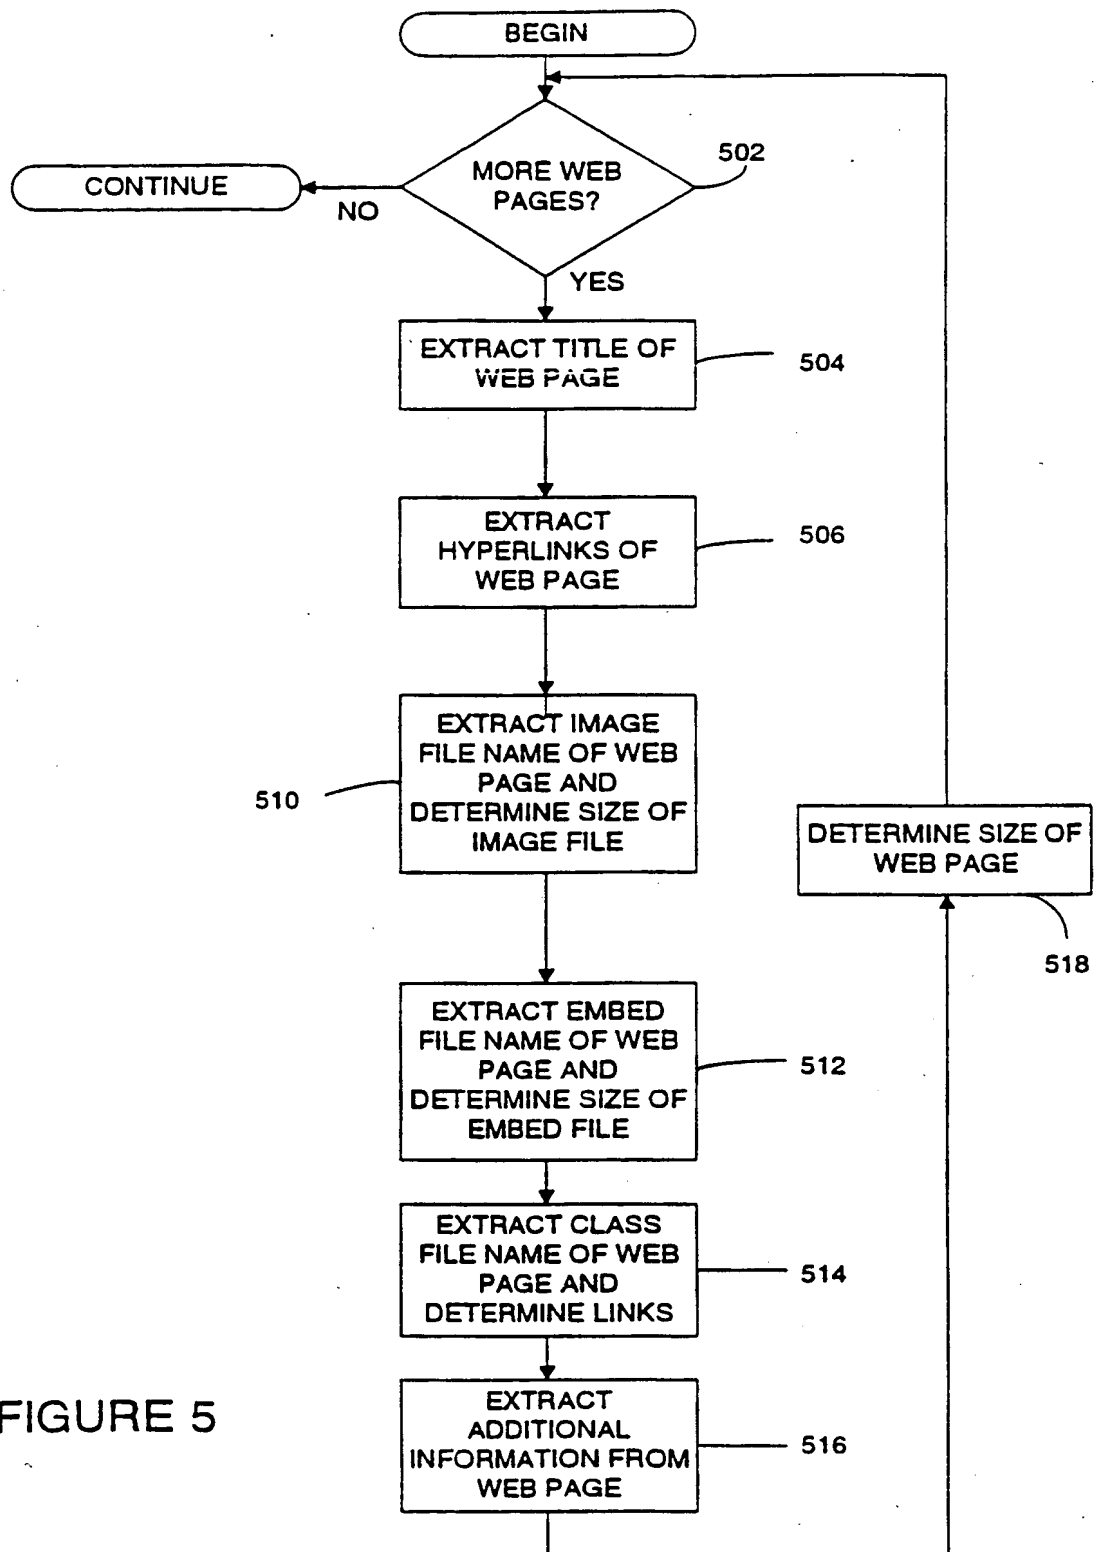 BEGIN
MORE WEB
PAGES?
502
CONTINUE
NO
YES
EXTRACT TITLE OF
WEB PAGE
504
EXTRACT
HYPERLINKS OF
WEB PAGE
506
EXTRACT IMAGE
FILE NAME OF WEB
PAGE AND
DETERMINE SIZE OF
IMAGE FILE
510
DETERMINE SIZE OF
WEB PAGE
518
EXTRACT EMBED
FILE NAME OF WEB
PAGE AND
DETERMINE SIZE OF
EMBED FILE
512
EXTRACT CLASS
FILE NAME OF WEB
PAGE AND
DETERMINE LINKS
514
EXTRACT
ADDITIONAL
INFORMATION FROM
WEB PAGE
516
FIGURE 5